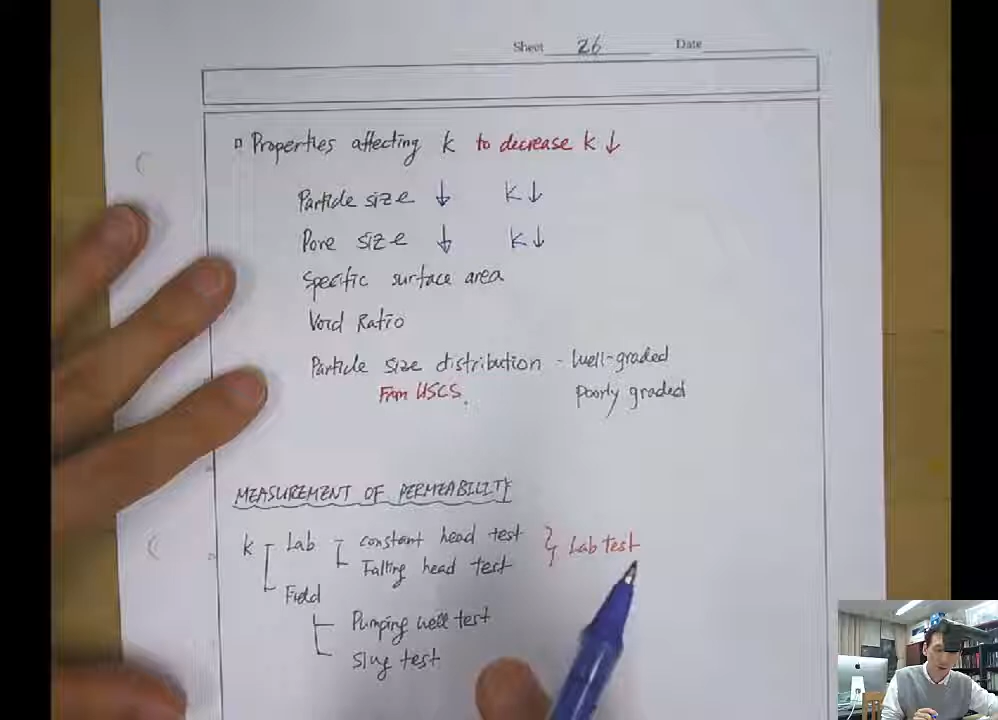 Sheet 26 Date
Properties affecting k to decrease k ↓
Particle size ↓ k ↓
Pore size ↓ k ↓
Specific surface area
Void Ratio
Particle size distribution - Well-graded
From USCS. Poorly graded
MEASUREMENT OF PERMEABILITY
k Lab constant head test Lab test
Falling head test
Field
Pumping well test
Slug test